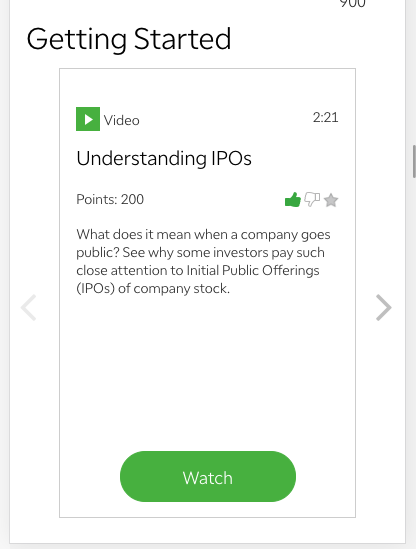 900
Getting Started
Video
2:21
Understanding IPOs
Points: 200
What does it mean when a company goes
public? See why some investors pay such
close attention to Initial Public Offerings
(IPOs) of company stock.
Watch